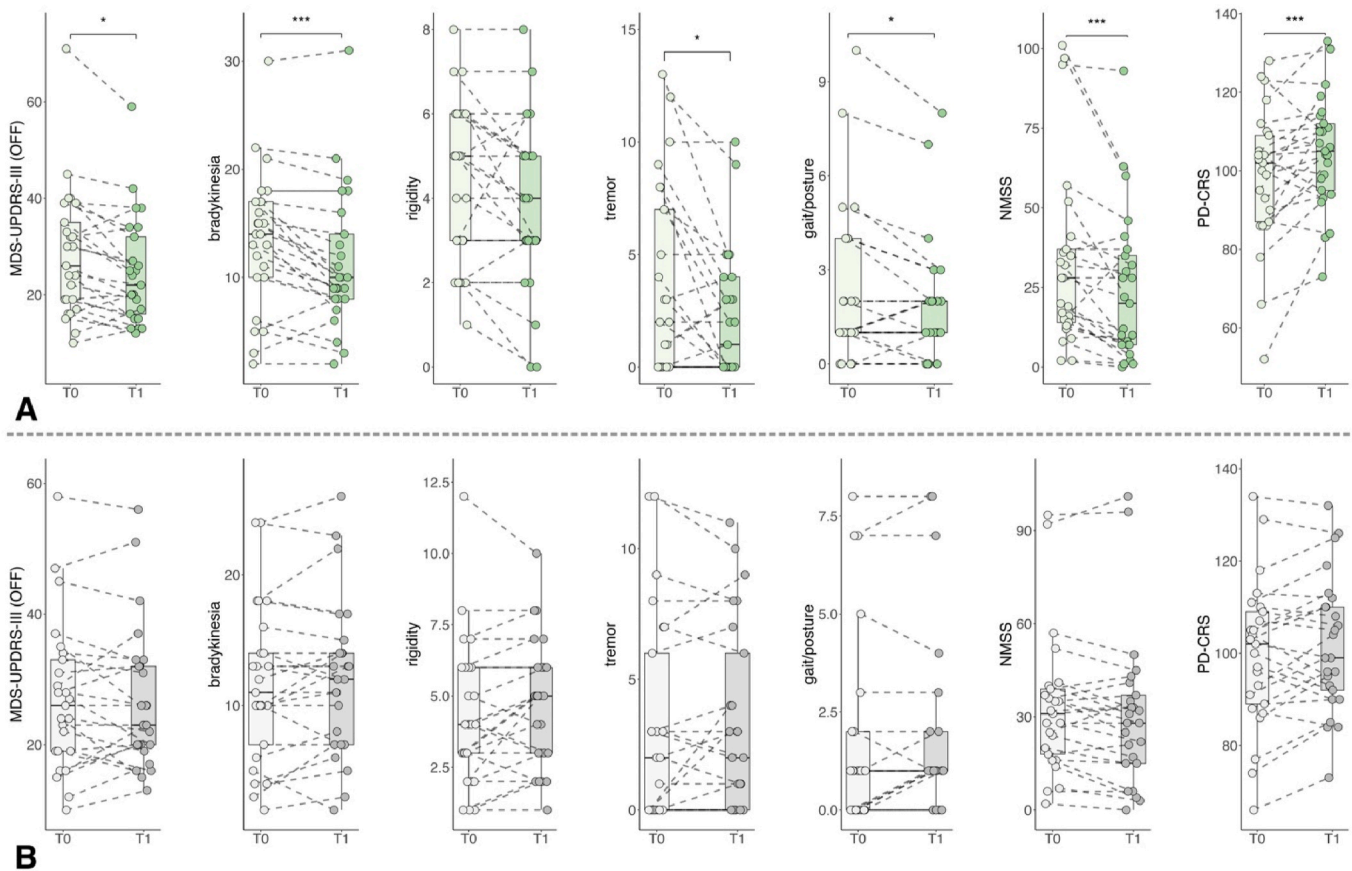 *
***
*
*
***
***
MDS-UPDRS-III (OFF)
60
40
20
T0
T1
bradykinesia
30
20
10
T0
T1
rigidity
8
6
4
2
0
T0
T1
tremor
15
10
5
0
T0
T1
gait/posture
9
6
3
0
T0
T1
NMSS
100
75
50
25
0
T0
T1
PD-CRS
140
120
100
80
60
T0
T1
A
MDS-UPDRS-III (OFF)
60
40
20
T0
T1
bradykinesia
20
10
T0
T1
rigidity
12.5
10.0
7.5
5.0
2.5
T0
T1
tremor
10
5
0
T0
T1
gait/posture
7.5
5.0
2.5
0.0
T0
T1
NMSS
90
60
30
0
T0
T1
PD-CRS
140
120
100
80
T0
T1
B